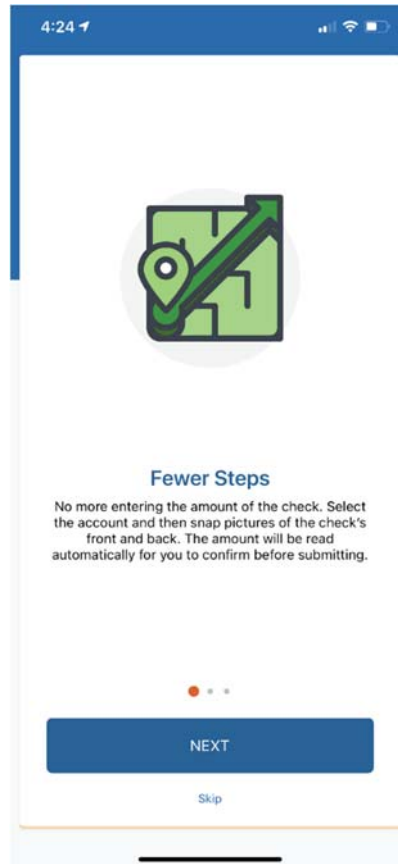 4:24
Fewer Steps
No more entering the amount of the check. Select
the account and then snap pictures of the check's
front and back. The amount will be read
automatically for you to confirm before submitting.
NEXT
Skip